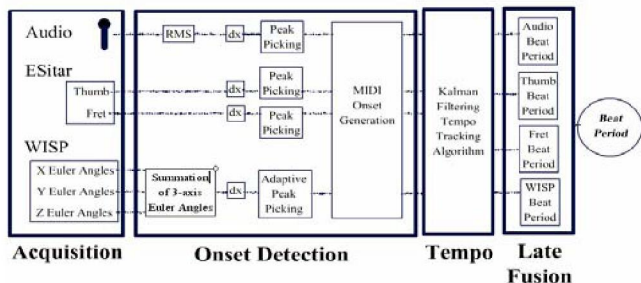 Audio
RMS
dx
Peak
Picking
ESitar
Thumb
Fret
dx
Peak
Picking
dx
Peak
Picking
WISP
X Euler Angles
Y Euler Angles
Z Euler Angles
Summation
of 3-axis
Euler Angles
dx
Adaptive
Peak
Picking
MIDI
Onset
Generation
Kalman
Filtering
Tempo
Tracking
Algorithm
Audio
Beat
Period
Thumb
Beat
Period
Fret
Beat
Period
WISP
Beat
Period
Beat
Period
Acquisition
Onset Detection
Tempo
Late
Fusion